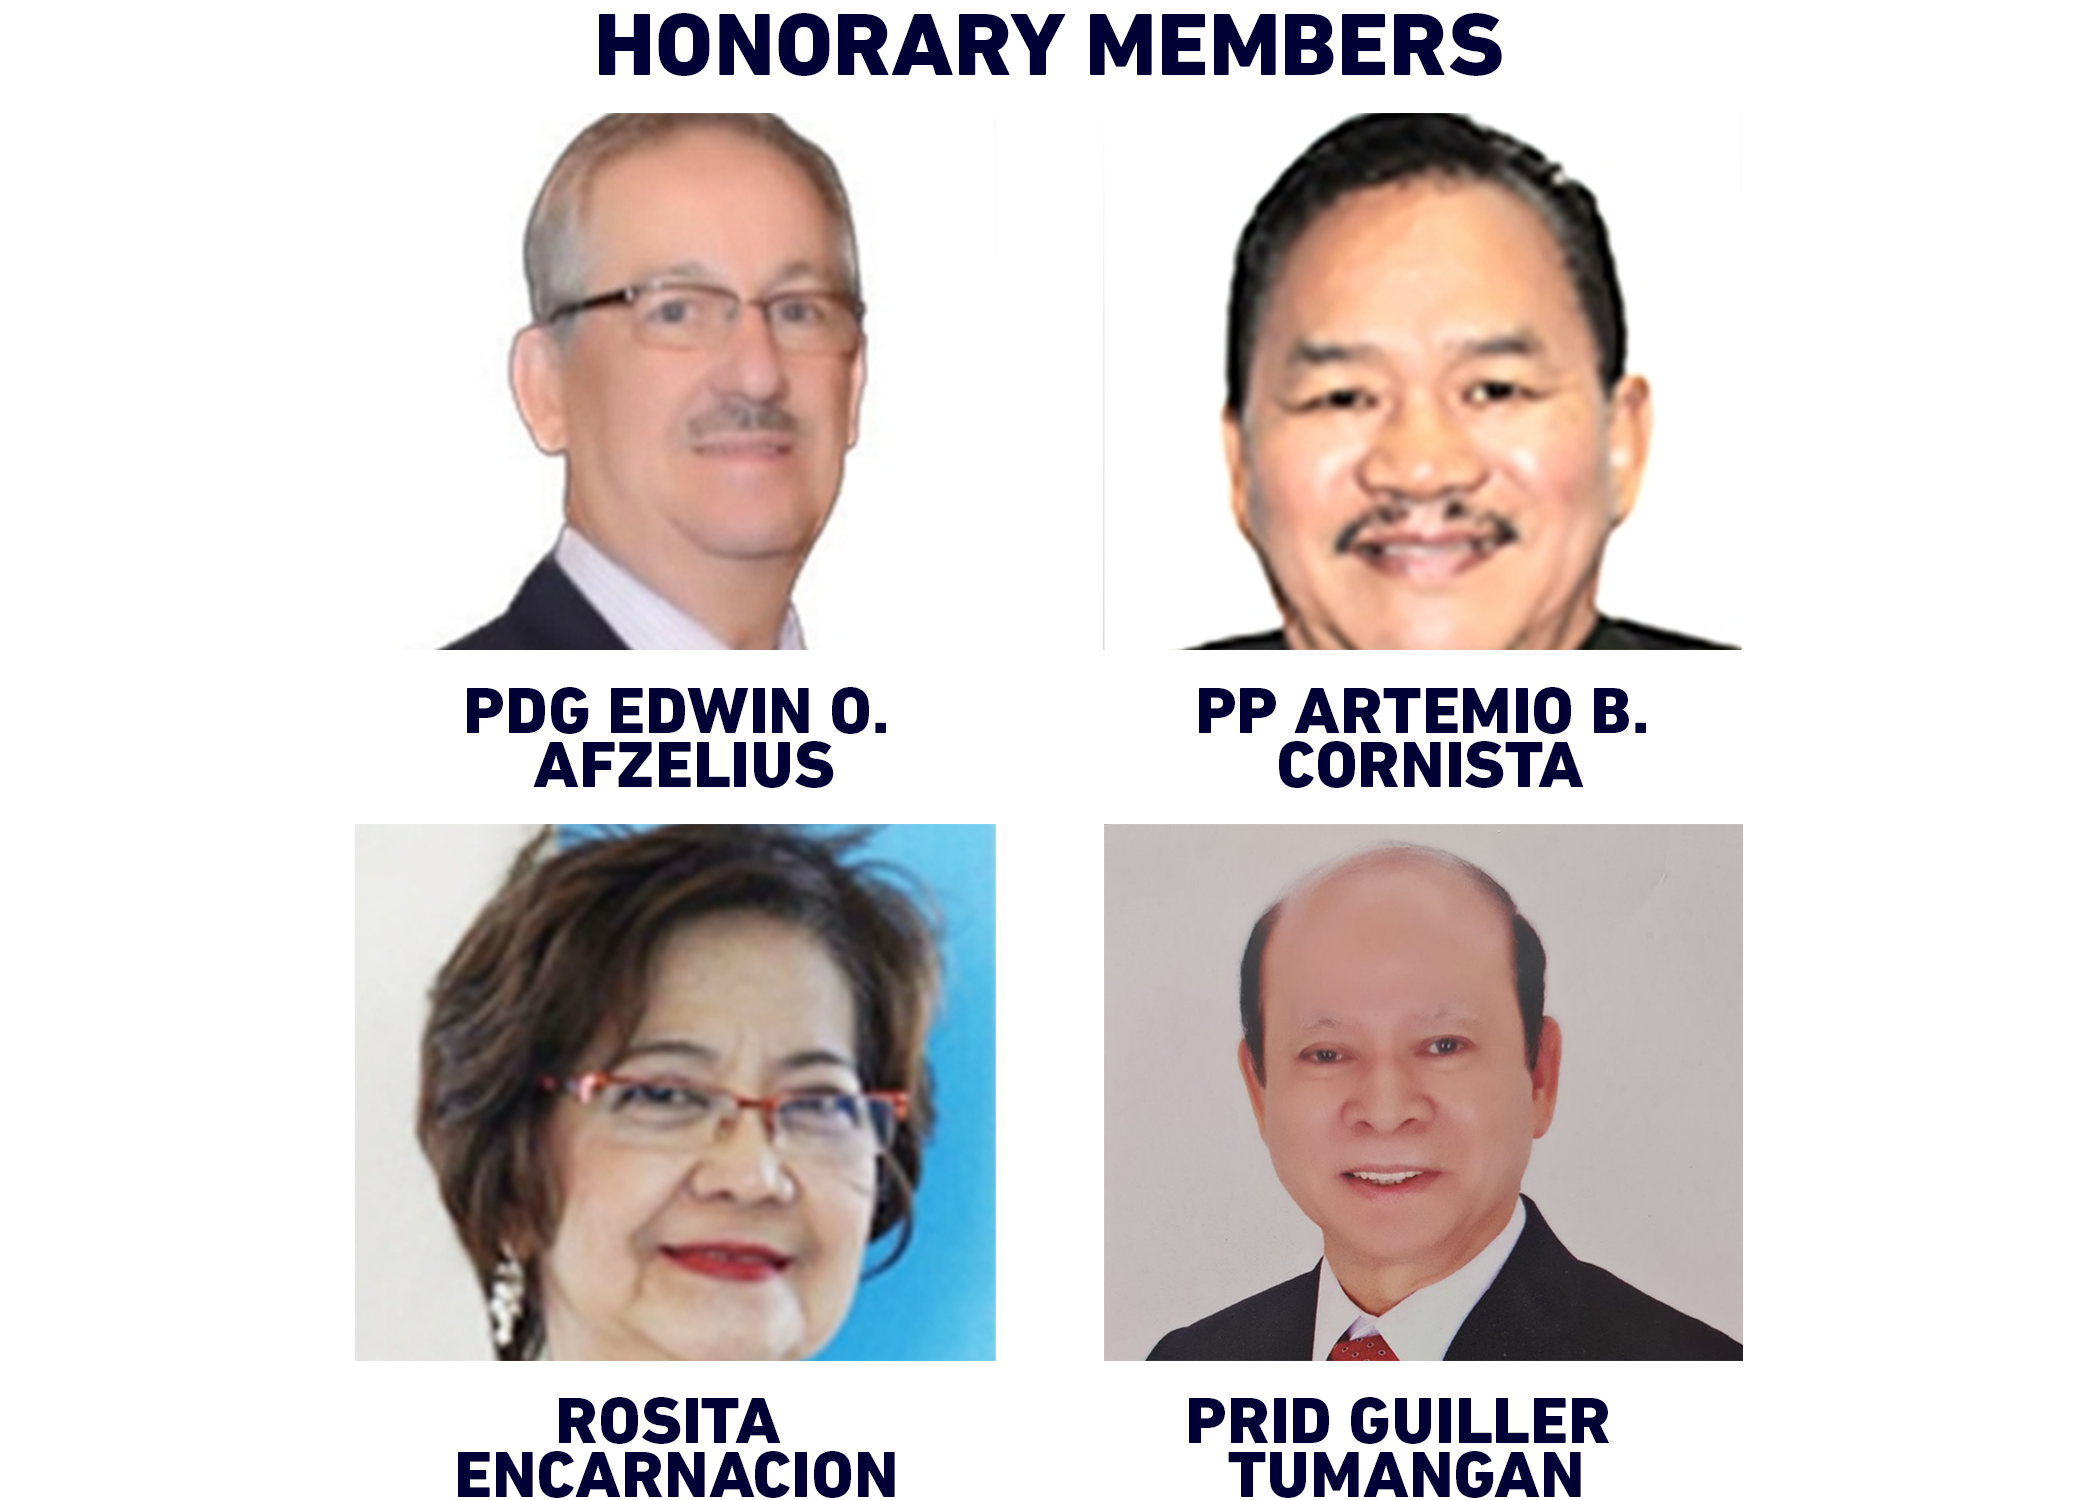 HONORARY MEMBERS
PDG EDWIN O.
AFZELIUS
PP ARTEMIO B.
CORNISTA
ROSITA
ENCARNACION
PRID GUILLER
TUMANGAN